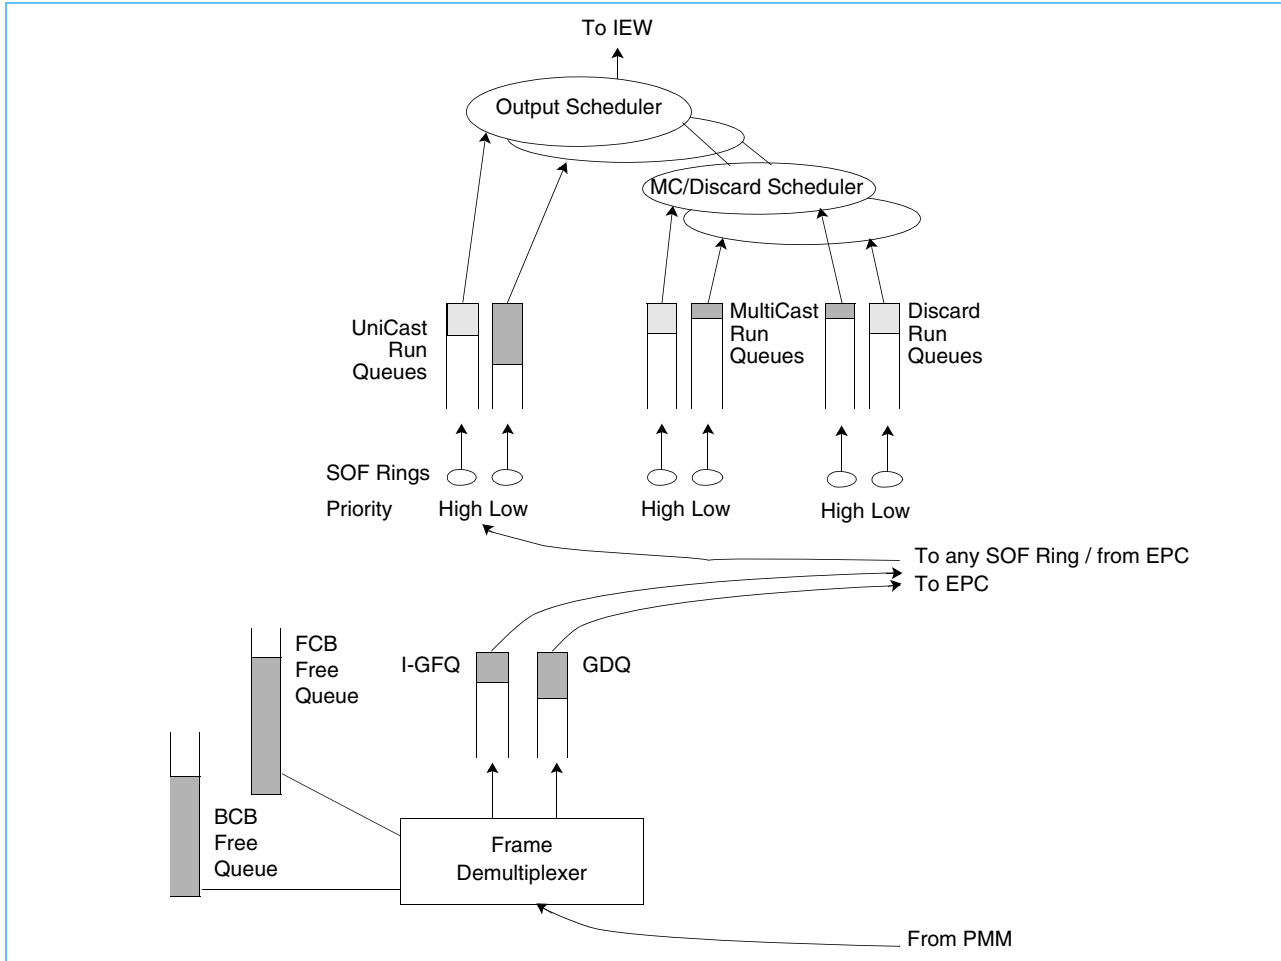 To IEW
Output Scheduler
MC/Discard Scheduler
UniCast
Run
Queues
MultiCast
Run
Queues
Discard
Run
Queues
SOF Rings
Priority
High Low
High Low
High Low
To any SOF Ring / from EPC
To EPC
FCB
Free
Queue
I-GFQ
GDQ
BCB
Free
Queue
Frame
Demultiplexer
From PMM